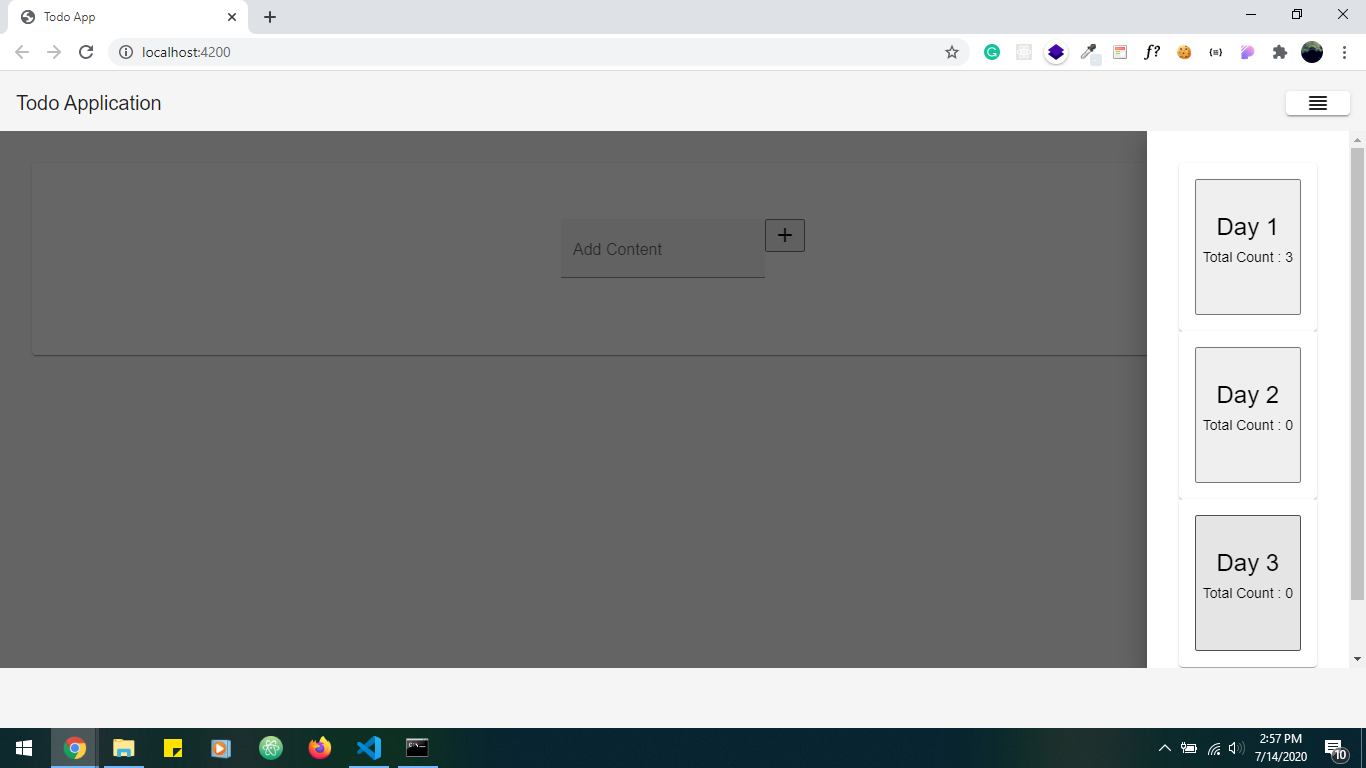 Todo App
localhost:4200
f?
Todo Application
Add Content
Day 1
Total Count : 3
Day 2
Total Count : 0
Day 3
Total Count : 0
2:57 PM
7/14/2020
10